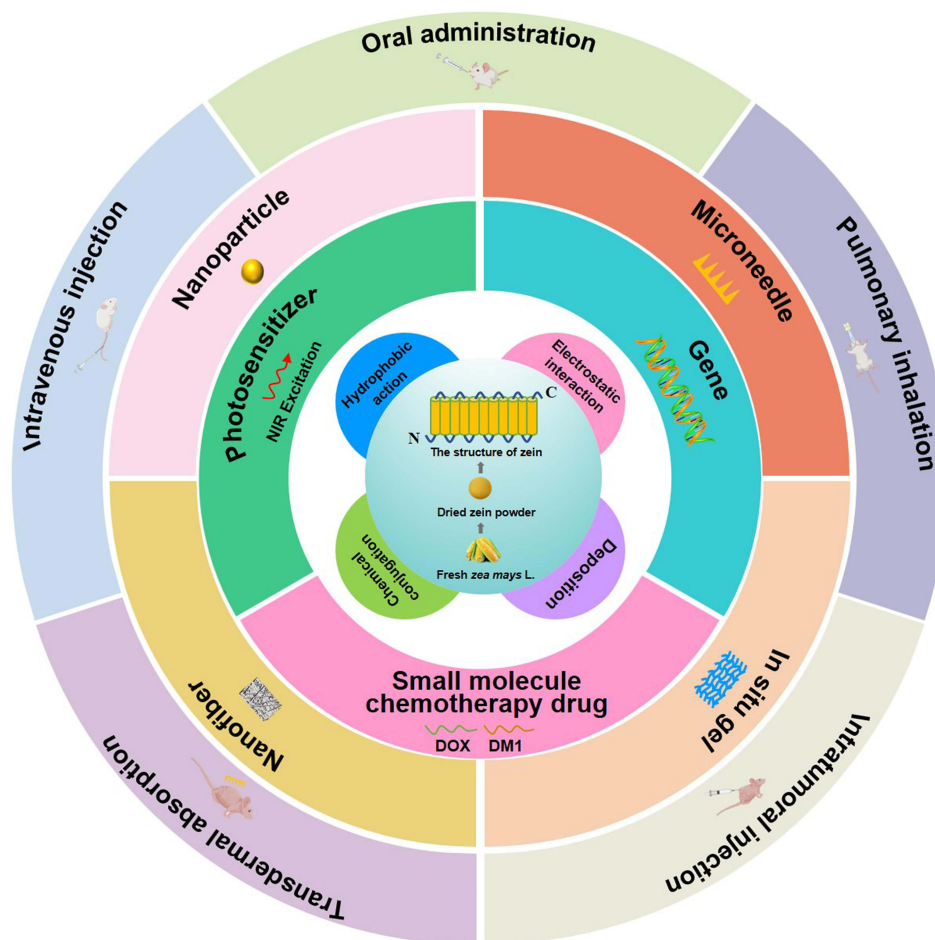 Oral administration
Intravenous injection
Pulmonary inhalation
Transdermal absorption
Intratumoral injection
Nanoparticle
Microneedle
Nanofiber
In situ gel
Photosensitizer
NIR Excitation
Gene
Small molecule
chemotherapy drug
DOX
DM1
Hydrophobic
action
Electrostatic
interaction
Chemical
conjugation
Deposition
C
N
The structure of zein
Dried zein powder
Fresh zea mays L.